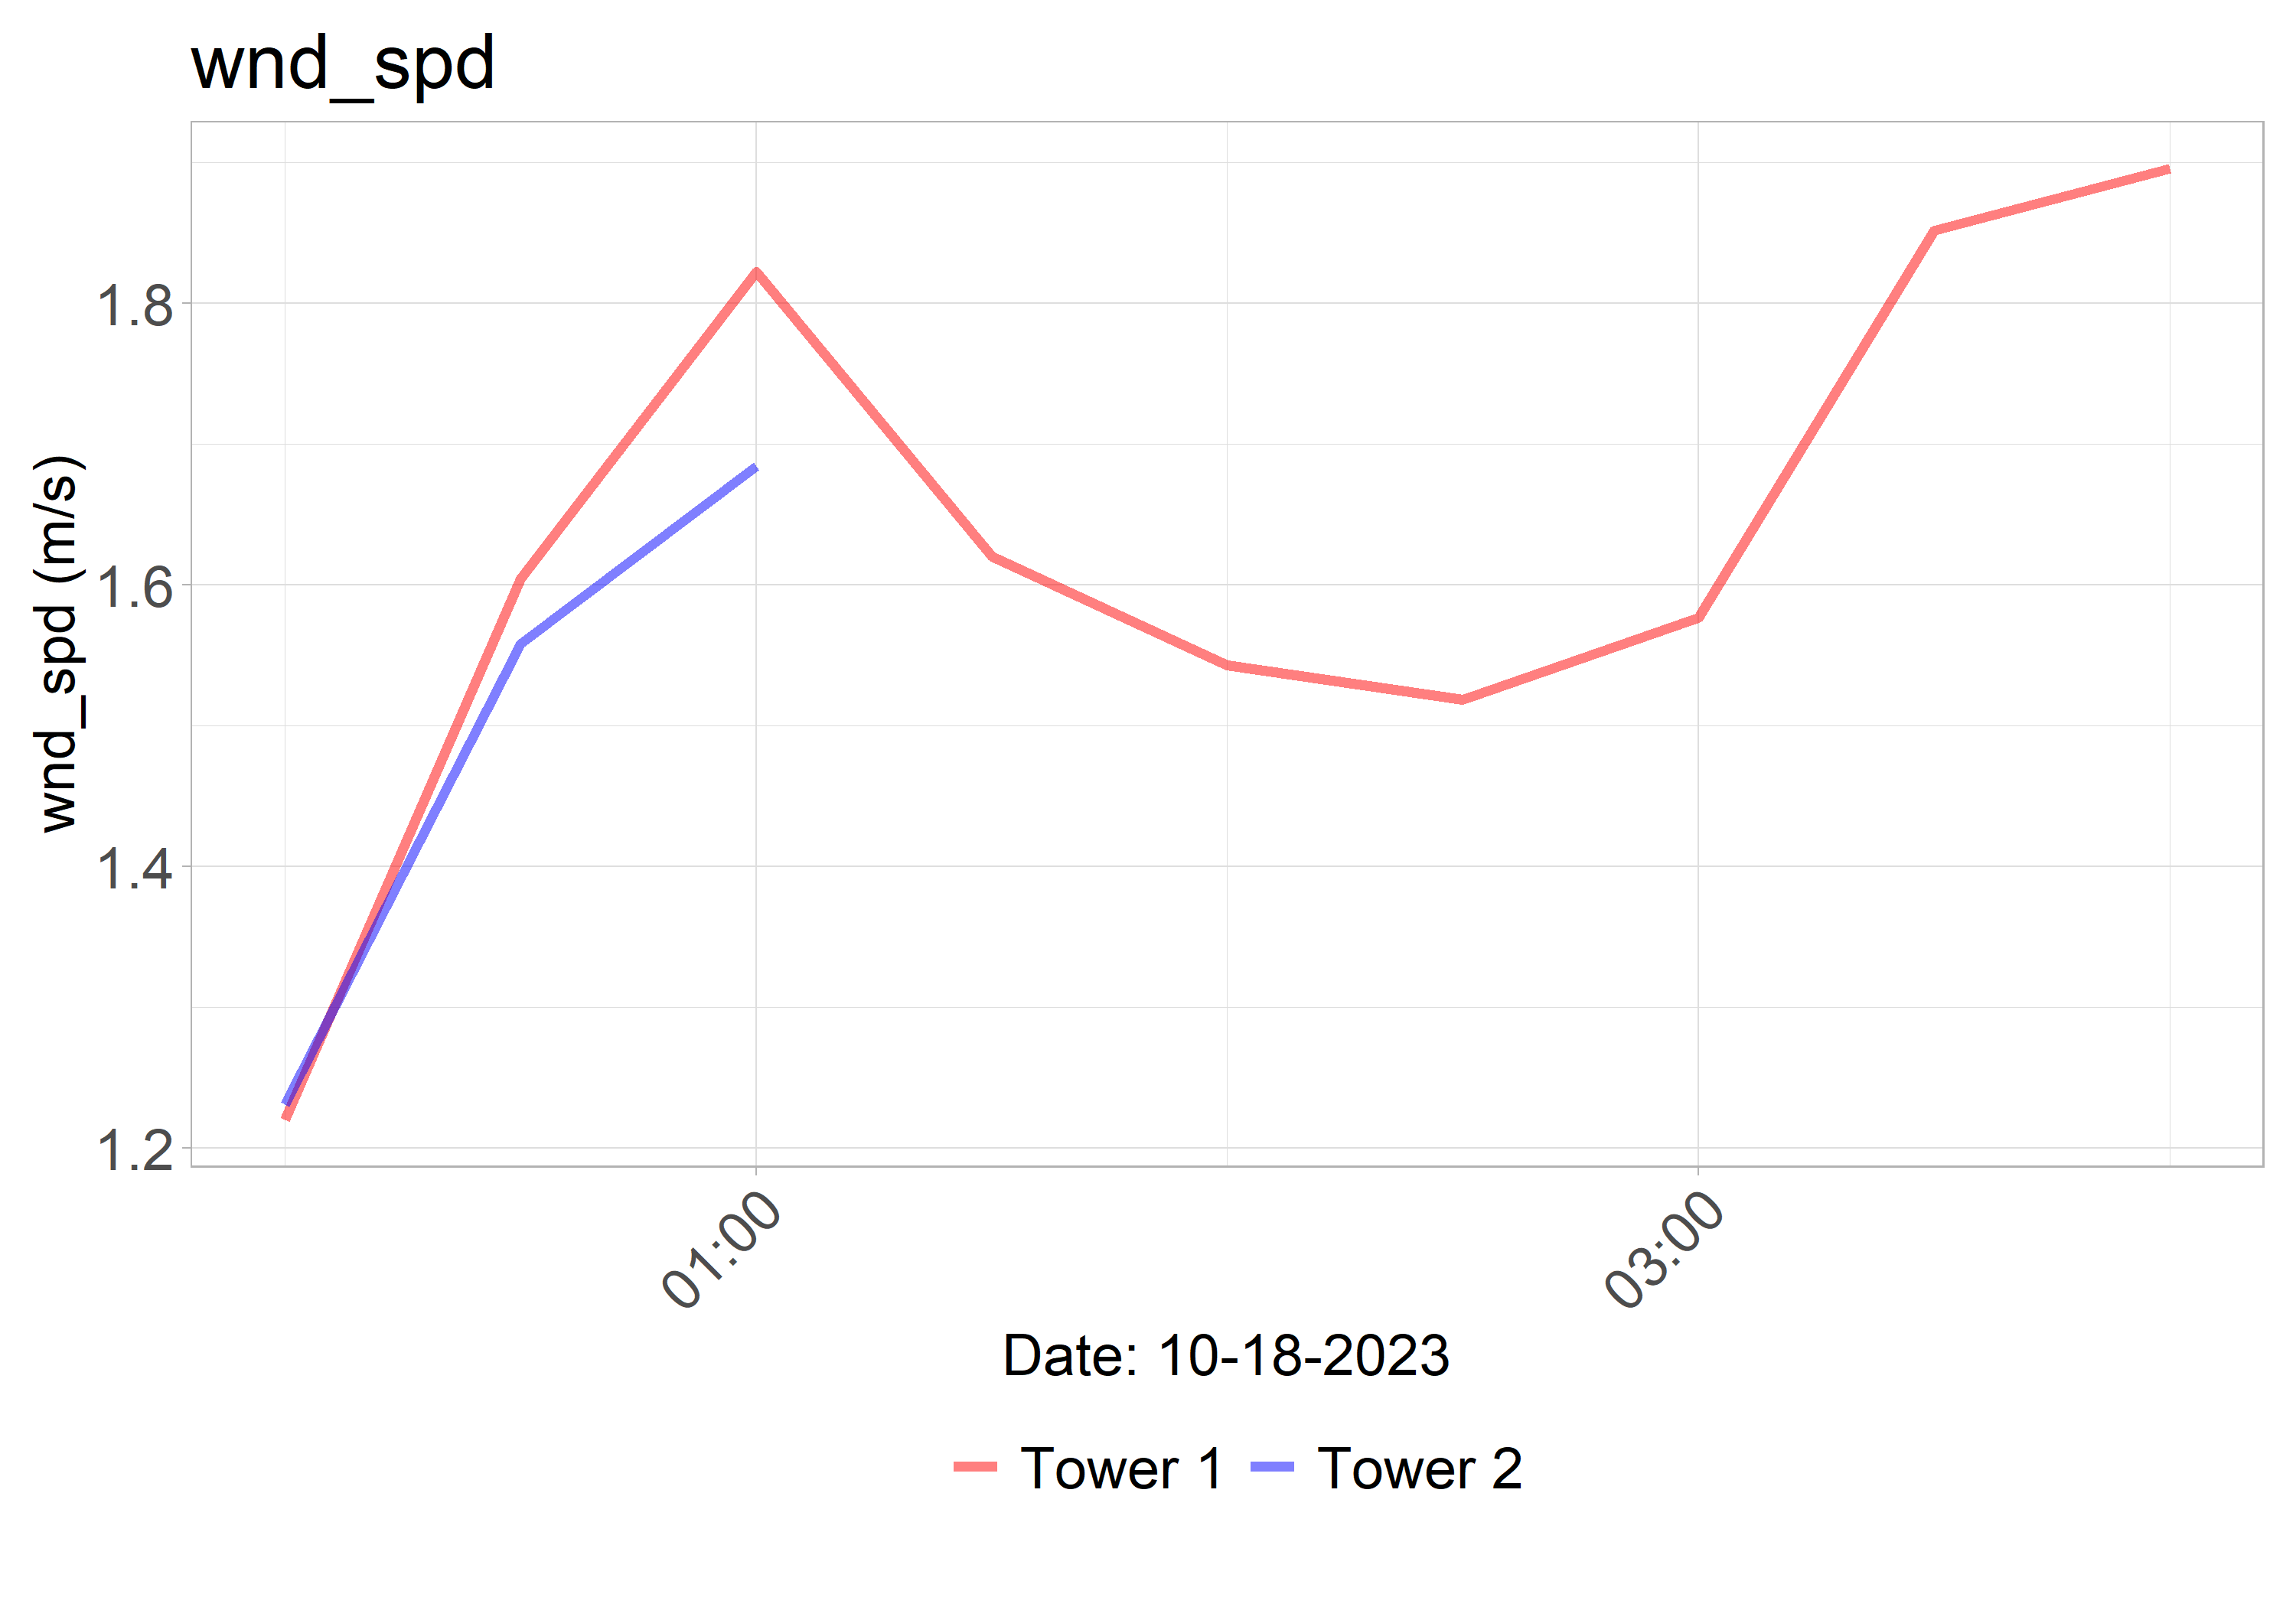 wnd_spd
wnd_spd (m/s)
1.8
1.6
1.4
1.2
01:00
03:00
Date: 10-18-2023
Tower 1 Tower 2